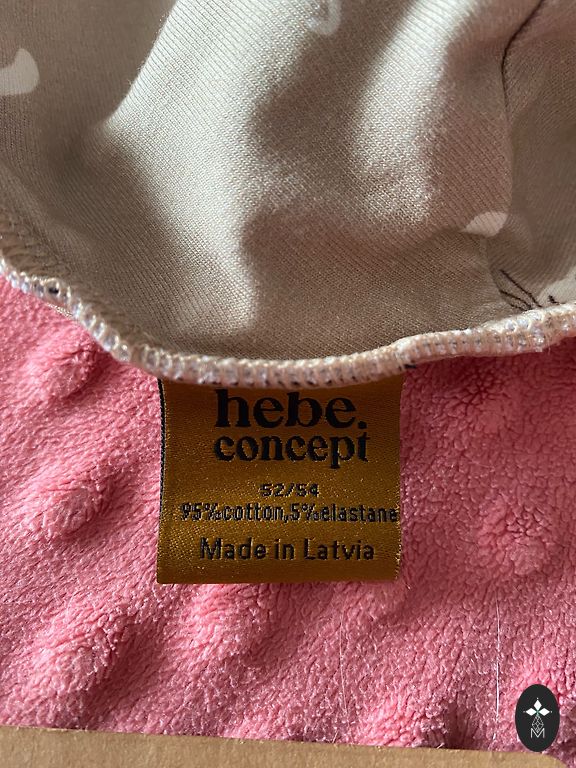 hebe.
concept
52/54
95%cotton,5%elastane
Made in Latvia
M